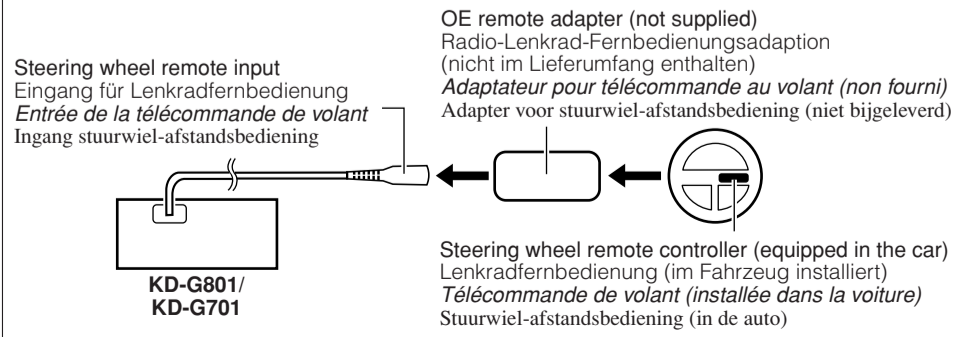 OE remote adapter (not supplied)
Radio-Lenkrad-Fernbedienungsadaption
(nicht im Lieferumfang enthalten)
Adaptateur pour télécommande au volant (non fourni)
Adapter voor stuurwiel-afstandsbediening (niet bijgeleverd)
Steering wheel remote input
Eingang für Lenkradfernbedienung
Entrée de la télécommande de volant
Ingang stuurwiel-afstandsbediening
KD-G801/
KD-G701
Steering wheel remote controller (equipped in the car)
Lenkradfernbedienung (im Fahrzeug installiert)
Télécommande de volant (installée dans la voiture)
Stuurwiel-afstandsbediening (in de auto)